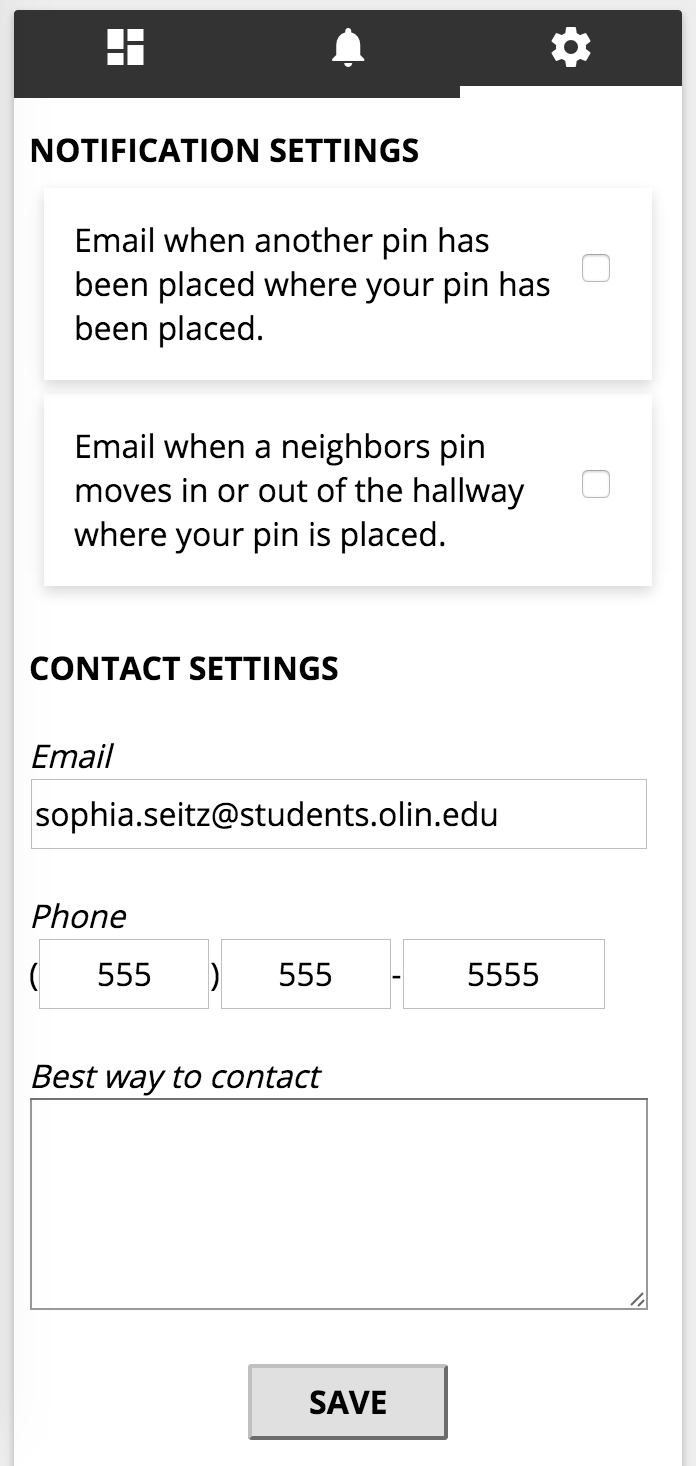 NOTIFICATION SETTINGS
Email when another pin has
been placed where your pin has
been placed.
Email when a neighbors pin
moves in or out of the hallway
where your pin is placed.
CONTACT SETTINGS
Email
sophia.seitz@students.olin.edu
Phone
(555) 555 - 5555
Best way to contact
SAVE